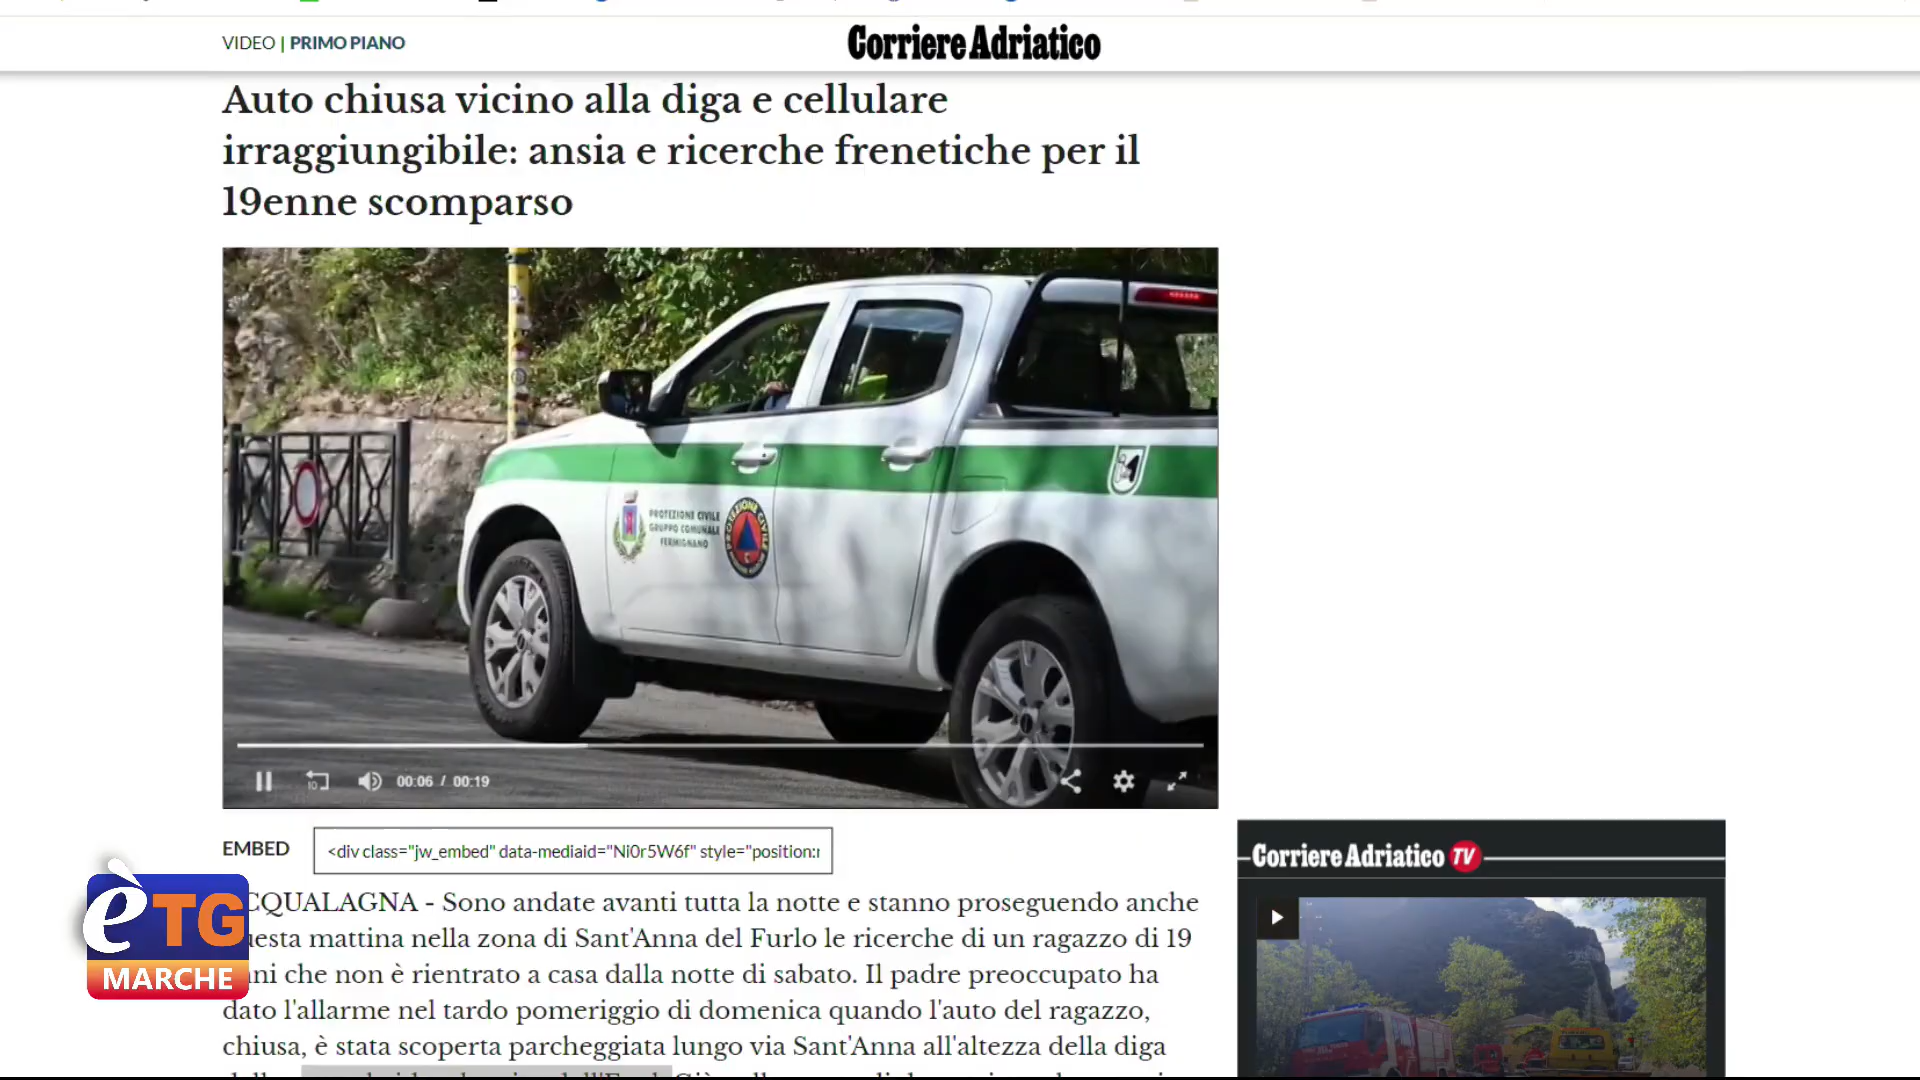 VIDEO | PRIMO PIANO
Corriere Adriatico
Auto chiusa vicino alla diga e cellulare
irraggiungibile: ansia e ricerche frenetiche per il
19enne scomparso
PROTEZIONE CIVILE
GRUPPO COMUNALE
FERMIGNANO
PROTEZIONE CIVILE
10
00:06 / 00:19
EMBED
<div class="jw_embed" data-mediaid="Ni0r5W6f" style="position:r
Corriere Adriatico TV
CQUALAGNA - Sono andate avanti tutta la notte e stanno proseguendo anche
uesta mattina nella zona di Sant'Anna del Furlo le ricerche di un ragazzo di 19
ni che non è rientrato a casa dalla notte di sabato. Il padre preoccupato ha
dato l'allarme nel tardo pomeriggio di domenica quando l'auto del ragazzo,
chiusa, è stata scoperta parcheggiata lungo via Sant'Anna all'altezza della diga
è TG
MARCHE